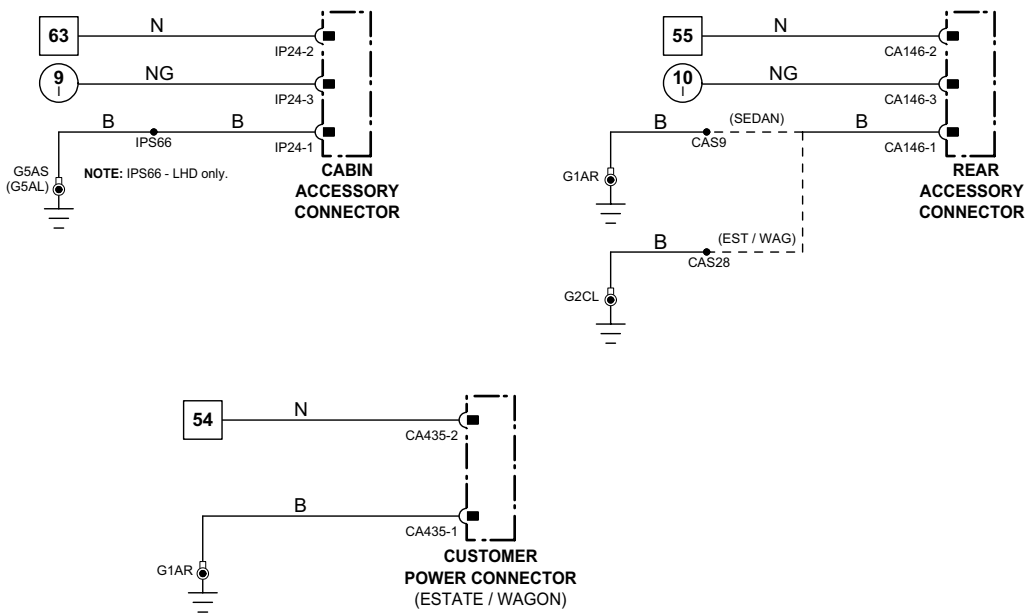 63
N
IP24-2
9
I
NG
IP24-3
B
B
IPS66
IP24-1
G5AS
(G5AL)
NOTE: IPS66 - LHD only.
CABIN
ACCESSORY
CONNECTOR
55
N
CA146-2
10
I
NG
CA146-3
B
(SEDAN)
B
CAS9
CA146-1
G1AR
REAR
ACCESSORY
CONNECTOR
B
(EST / WAG)
CAS28
G2CL
54
N
CA435-2
B
CA435-1
G1AR
CUSTOMER
POWER CONNECTOR
(ESTATE / WAGON)